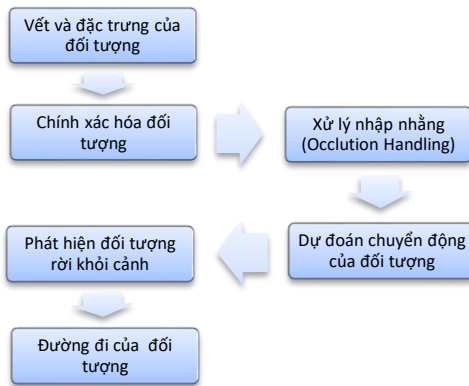 Vết và đặc trưng của
đối tượng
Chính xác hóa đối
tượng
Xử lý nhập nhằng
(Occlution Handling)
Dự đoán chuyển động
của đối tượng
Phát hiện đối tượng
rời khỏi cảnh
Đường đi của đối
tượng